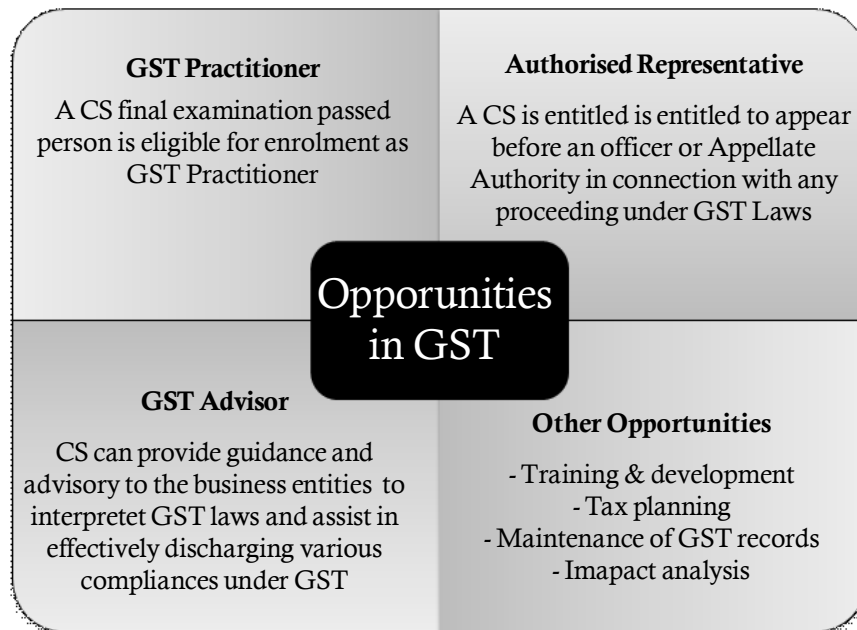 GST Practitioner
A CS final examination passed
person is eligible for enrolment as
GST Practitioner
Authorised Representative
A CS is entitled is entitled to appear
before an officer or Appellate
Authority in connection with any
proceeding under GST Laws
Opporunities
in GST
GST Advisor
CS can provide guidance and
advisory to the business entities to
interpretet GST laws and assist in
effectively discharging various
compliances under GST
Other Opportunities
- Training & development
- Tax planning
- Maintenance of GST records
- Imapact analysis